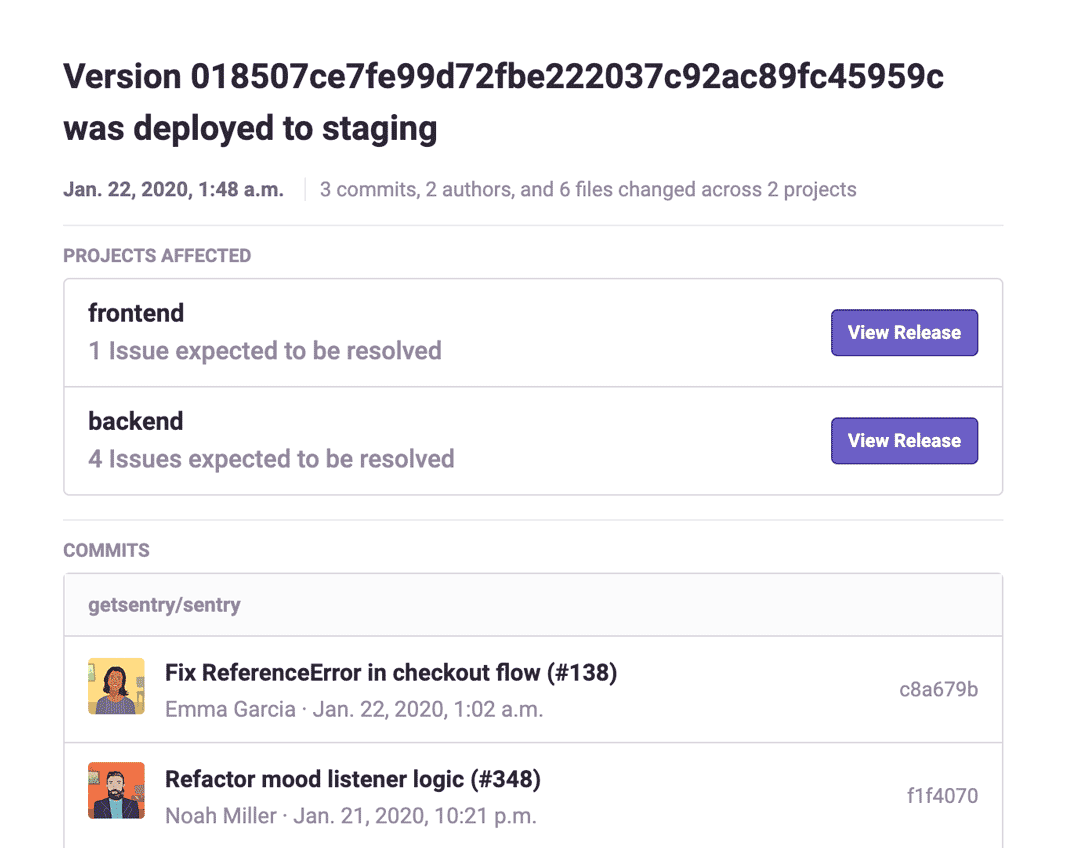 Version 018507ce7fe99d72fbe222037c92ac89fc45959c
was deployed to staging
Jan. 22, 2020, 1:48 a.m. 3 commits, 2 authors, and 6 files changed across 2 projects
PROJECTS AFFECTED
frontend
1 Issue expected to be resolved
View Release
backend
4 Issues expected to be resolved
View Release
COMMITS
getsentry/sentry
Fix ReferenceError in checkout flow (#138)
Emma Garcia · Jan. 22, 2020, 1:02 a.m.
c8a679b
Refactor mood listener logic (#348)
Noah Miller · Jan. 21, 2020, 10:21 p.m.
f1f4070